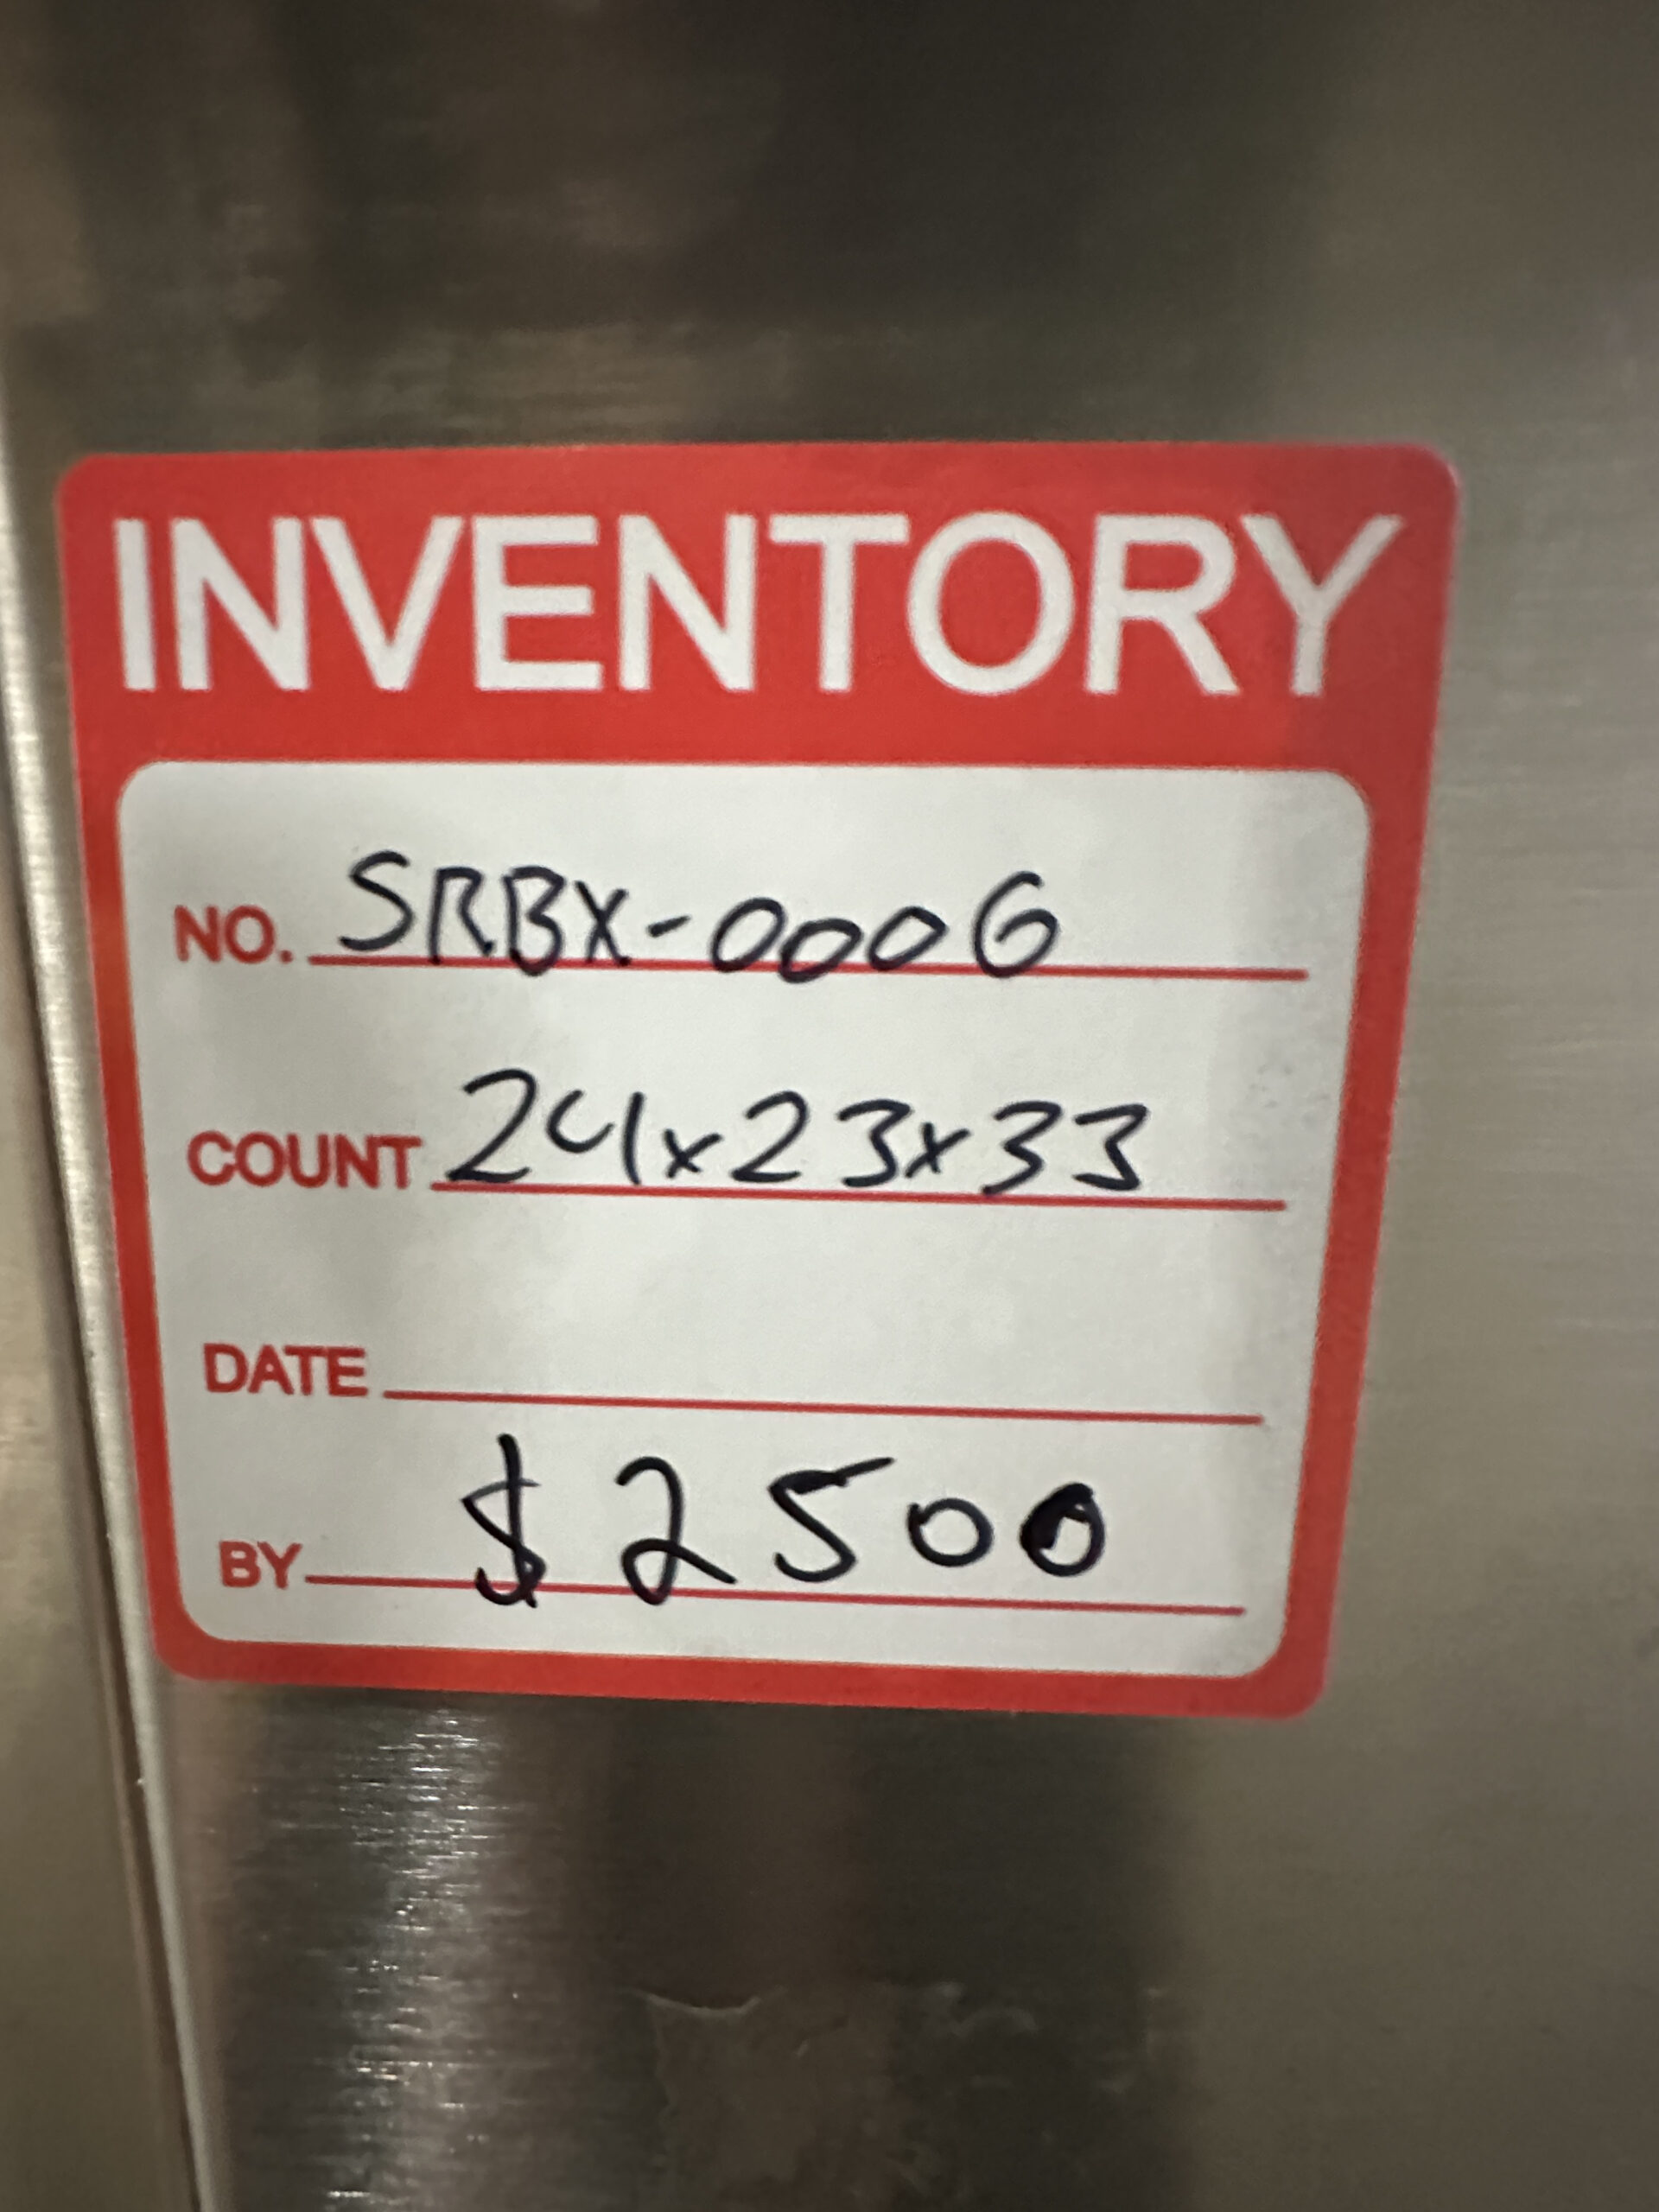 INVENTORY
NO. SRBX-0006
COUNT 24x23x33
DATE
BY $2500